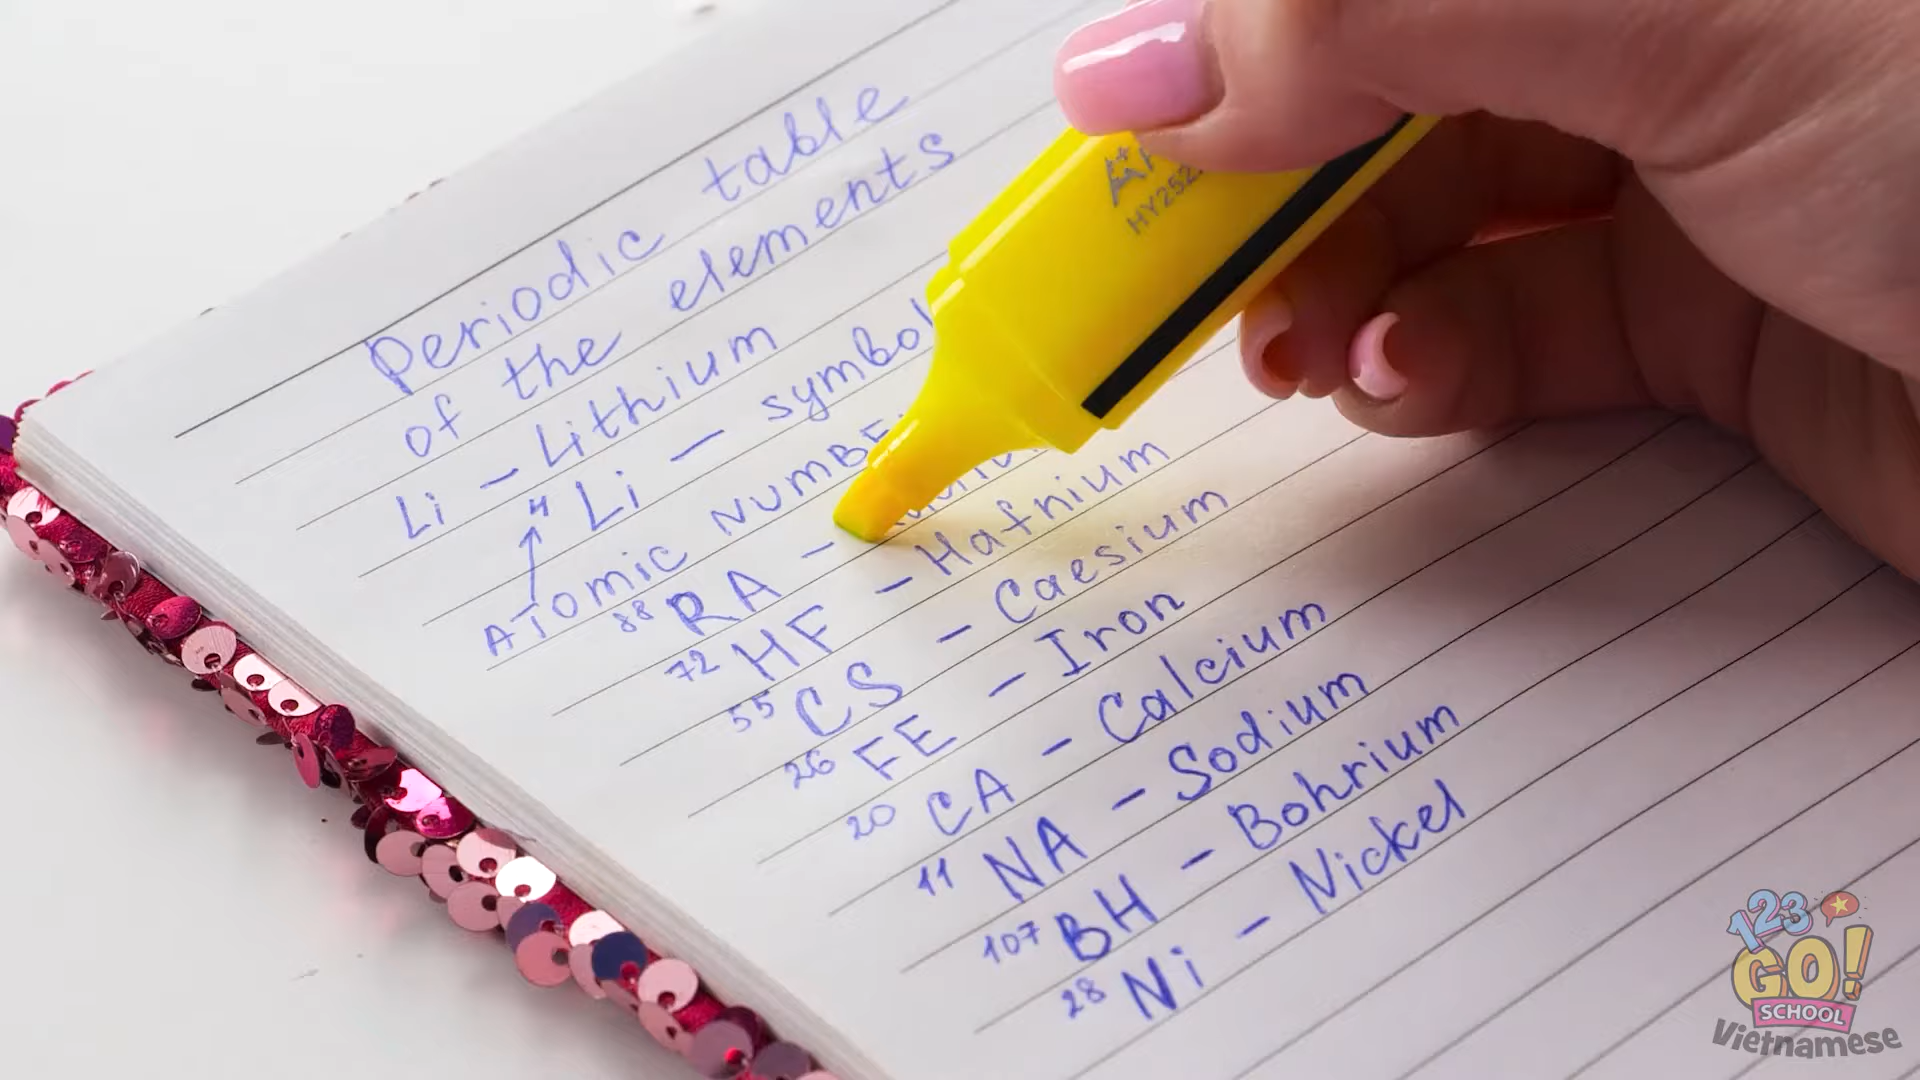 Periodic table
of the elements
Li - Lithium
4 Li - symbol
ATOMIC NUMBE
88 RA -
72 HF - Hafnium
55 CS - Caesium
26 FE - Iron
20 CA - Calcium
11 NA - Sodium
107 BH - Bohrium
28 Ni - Nickel
HY252
123
GO!
SCHOOL
Vietnamese